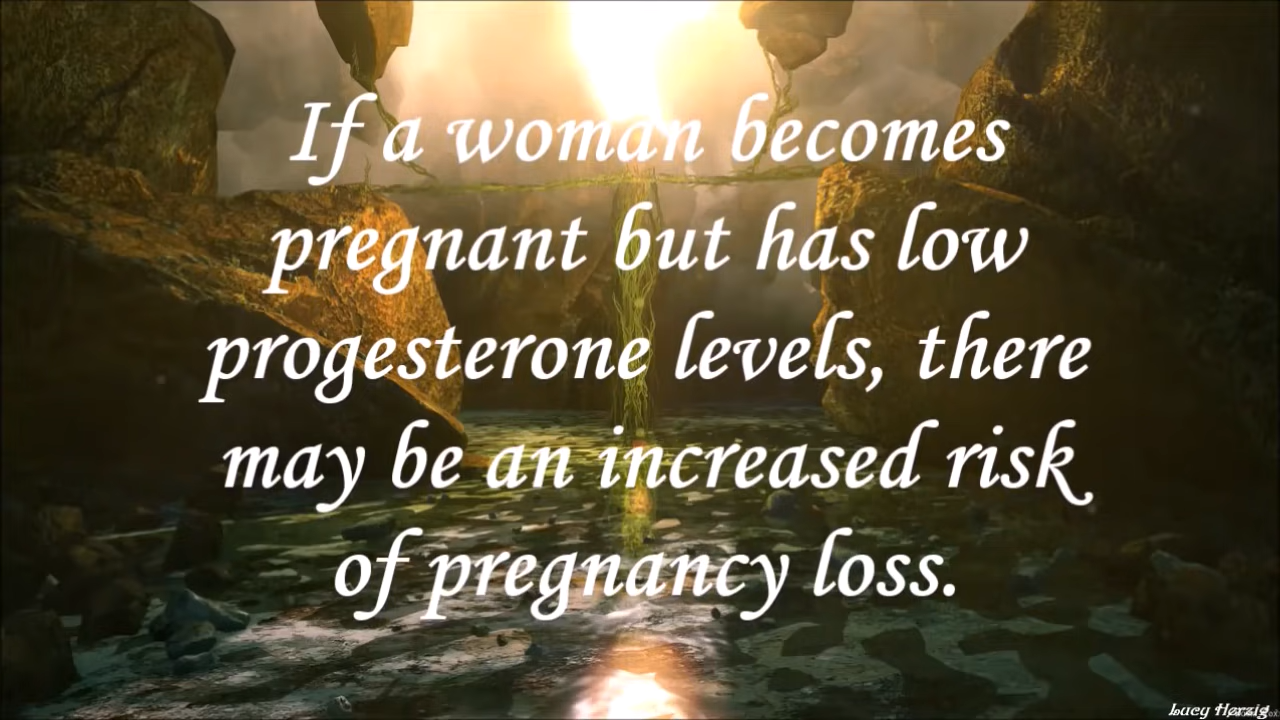 If a woman becomes
pregnant but has low
progesterone levels, there
may be an increased risk
of pregnancy loss.
Lucy Herzig